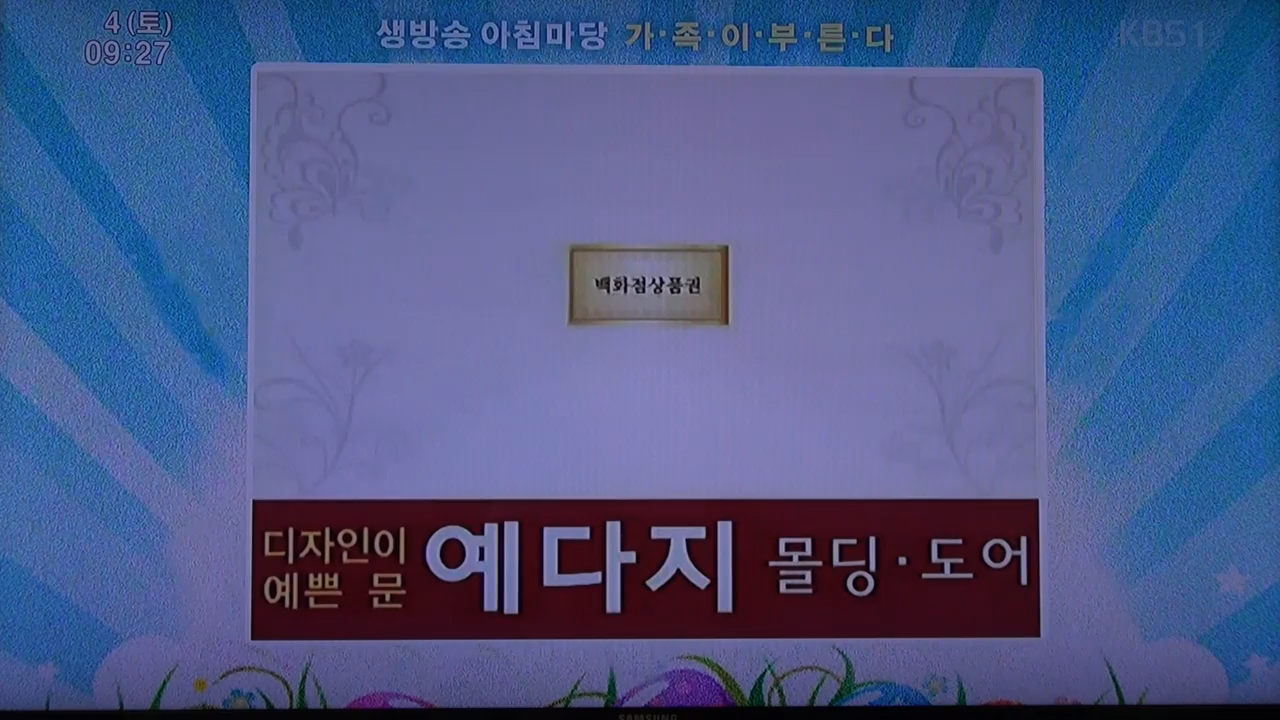 4(토)
09:27
생방송 아침마당 가·족·이·부·른·다
KBS1
백화점상품권
디자인이
예쁜 문
예다지 몰딩·도어
SAMSUNG